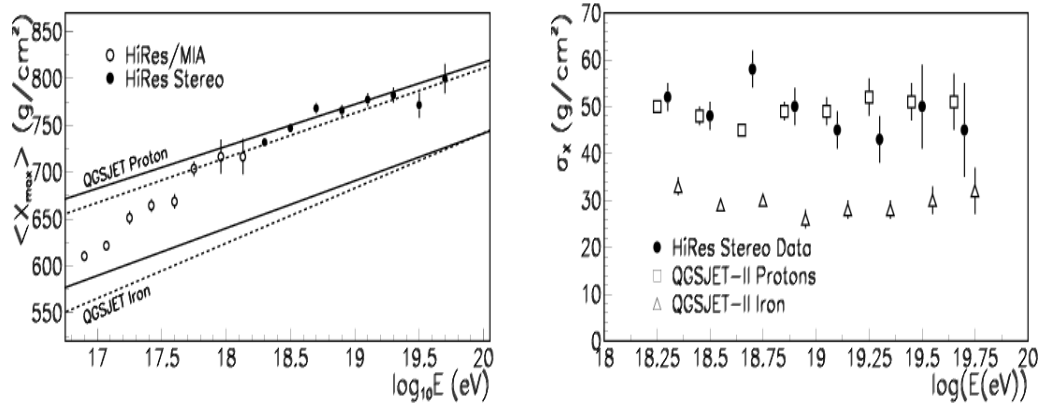 <X_max> (g/cm²)
850
800
750
700
650
600
550
HiRes/MIA
HiRes Stereo
QGSJET Proton
QGSJET Iron
17
17.5
18
18.5
19
19.5
20
log₁₀E (eV)
σ_x (g/cm²)
70
60
50
40
30
20
10
0
HiRes Stereo Data
QGSJET-II Protons
QGSJET-II Iron
18
18.25
18.5
18.75
19
19.25
19.5
19.75
20
log(E(eV))